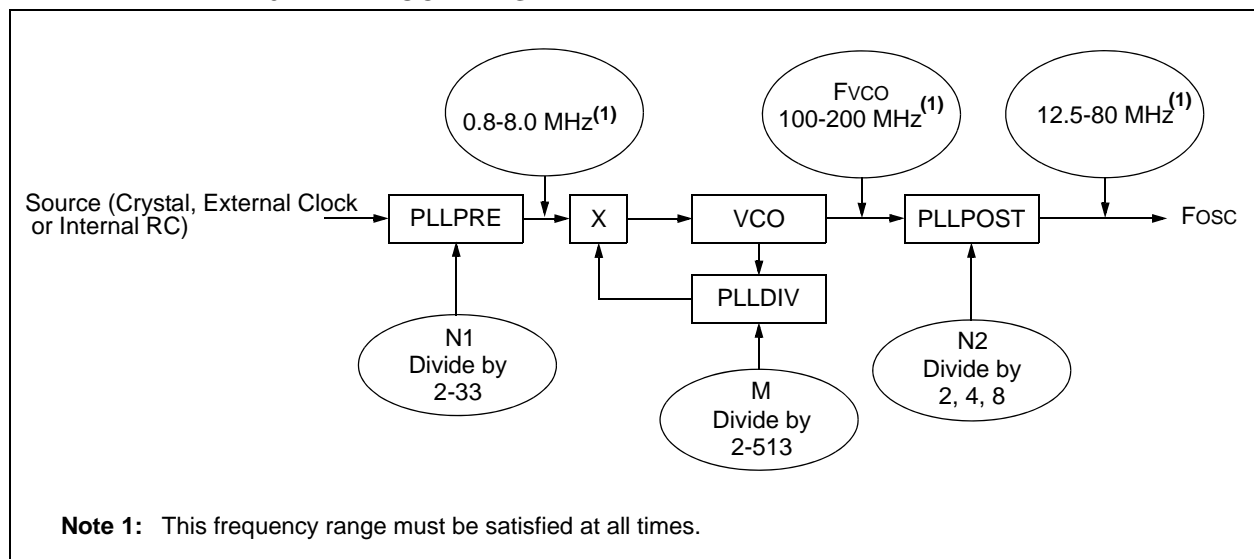 0.8-8.0 MHz(1)
FVCO
100-200 MHz(1)
12.5-80 MHz(1)
Source (Crystal, External Clock
or Internal RC)
PLLPRE
X
VCO
PLLPOST
FOSC
PLLDIV
N1
Divide by
2-33
M
Divide by
2-513
N2
Divide by
2, 4, 8
Note 1: This frequency range must be satisfied at all times.